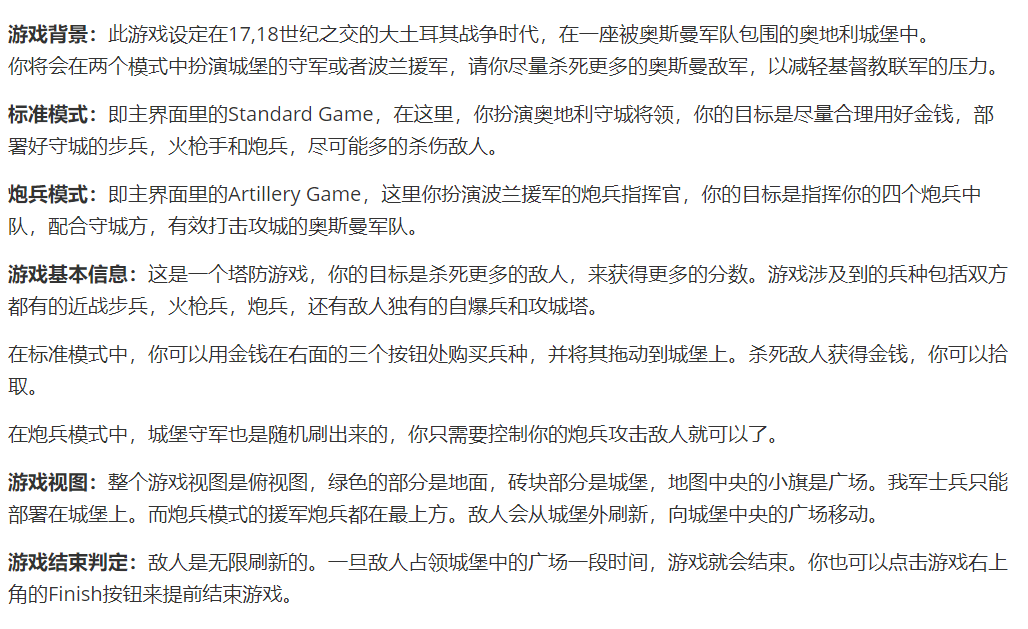 游戏背景：此游戏设定在17,18世纪之交的大土耳其战争时代，在一座被奥斯曼军队包围的奥地利城堡中。
你将会在两个模式中扮演城堡的守军或者波兰援军，请你尽量杀死更多的奥斯曼敌军，以减轻基督教联军的压力。
标准模式：即主界面里的Standard Game，在这里，你扮演奥地利守城将领，你的目标是尽量合理用好金钱，部
署好守城的步兵，火枪手和炮兵，尽可能多的杀伤敌人。
炮兵模式：即主界面里的Artillery Game，这里你扮演波兰援军的炮兵指挥官，你的目标是指挥你的四个炮兵中
队，配合守城方，有效打击攻城的奥斯曼军队。
游戏基本信息：这是一个塔防游戏，你的目标是杀死更多的敌人，来获得更多的分数。游戏涉及到的兵种包括双方
都有的近战步兵，火枪兵，炮兵，还有敌人独有的自爆兵和攻城塔。
在标准模式中，你可以用金钱在右面的三个按钮处购买兵种，并将其拖动到城堡上。杀死敌人获得金钱，你可以拾
取。
在炮兵模式中，城堡守军也是随机刷出来的，你只需要控制你的炮兵攻击敌人就可以了。
游戏视图：整个游戏视图是俯视图，绿色的部分是地面，砖块部分是城堡，地图中央的小旗是广场。我军士兵只能
部署在城堡上。而炮兵模式的援军炮兵都在最上方。敌人会从城堡外刷新，向城堡中央的广场移动。
游戏结束判定：敌人是无限刷新的。一旦敌人占领城堡中的广场一段时间，游戏就会结束。你也可以点击游戏右上
角的Finish按钮来提前结束游戏。